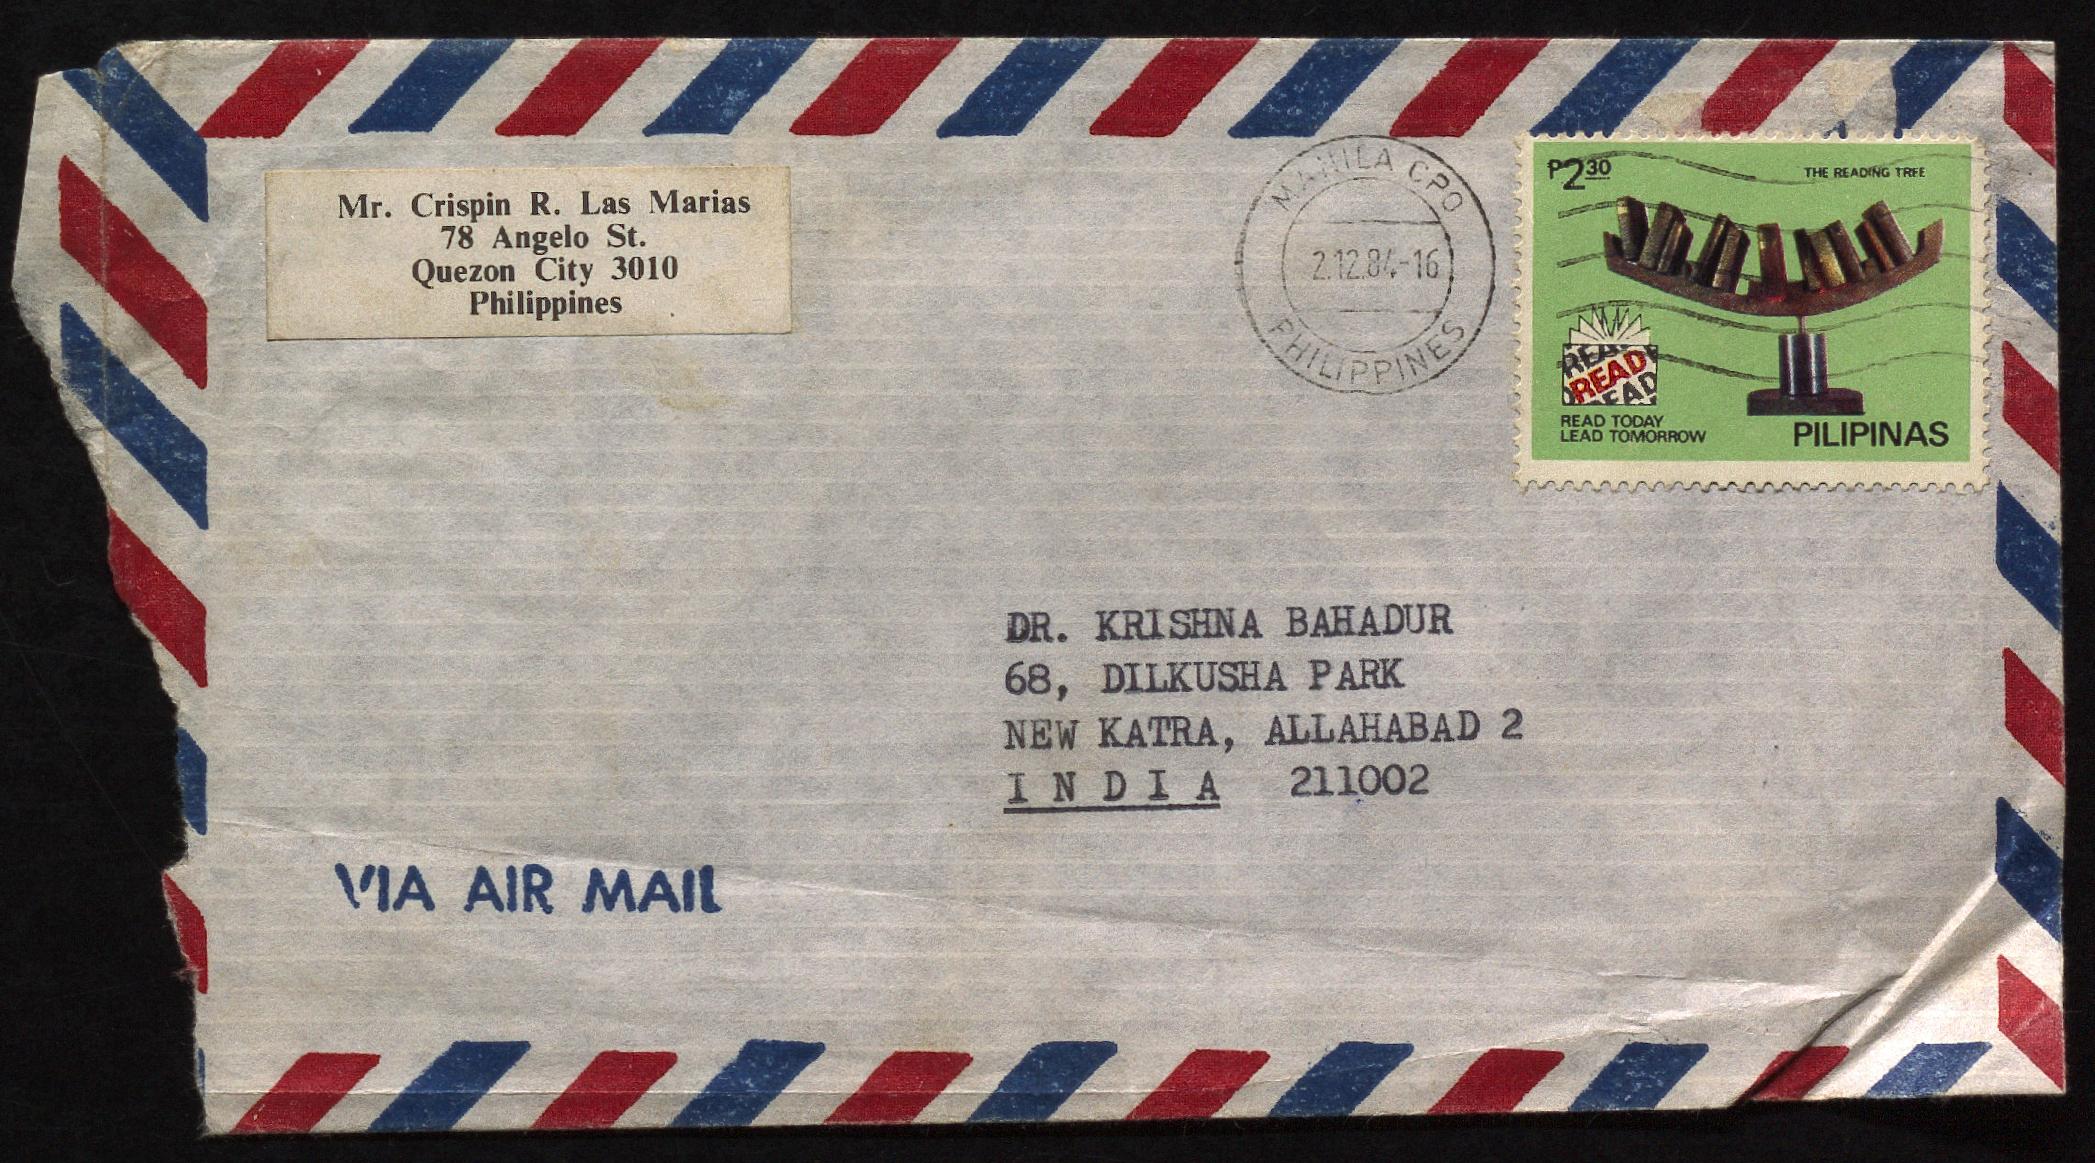 Mr. Crispin R. Las Marias
78 Angelo St.
Quezon City 3010
Philippines
MANILA CPO
2.12.84-16
PHILIPPINES
P2.30
THE READING TREE
READ
READ
READ
READ TODAY
LEAD TOMORROW
PILIPINAS
DR. KRISHNA BAHADUR
68, DILKUSHA PARK
NEW KATRA, ALLAHABAD 2
I N D I A 211002
VIA AIR MAIL